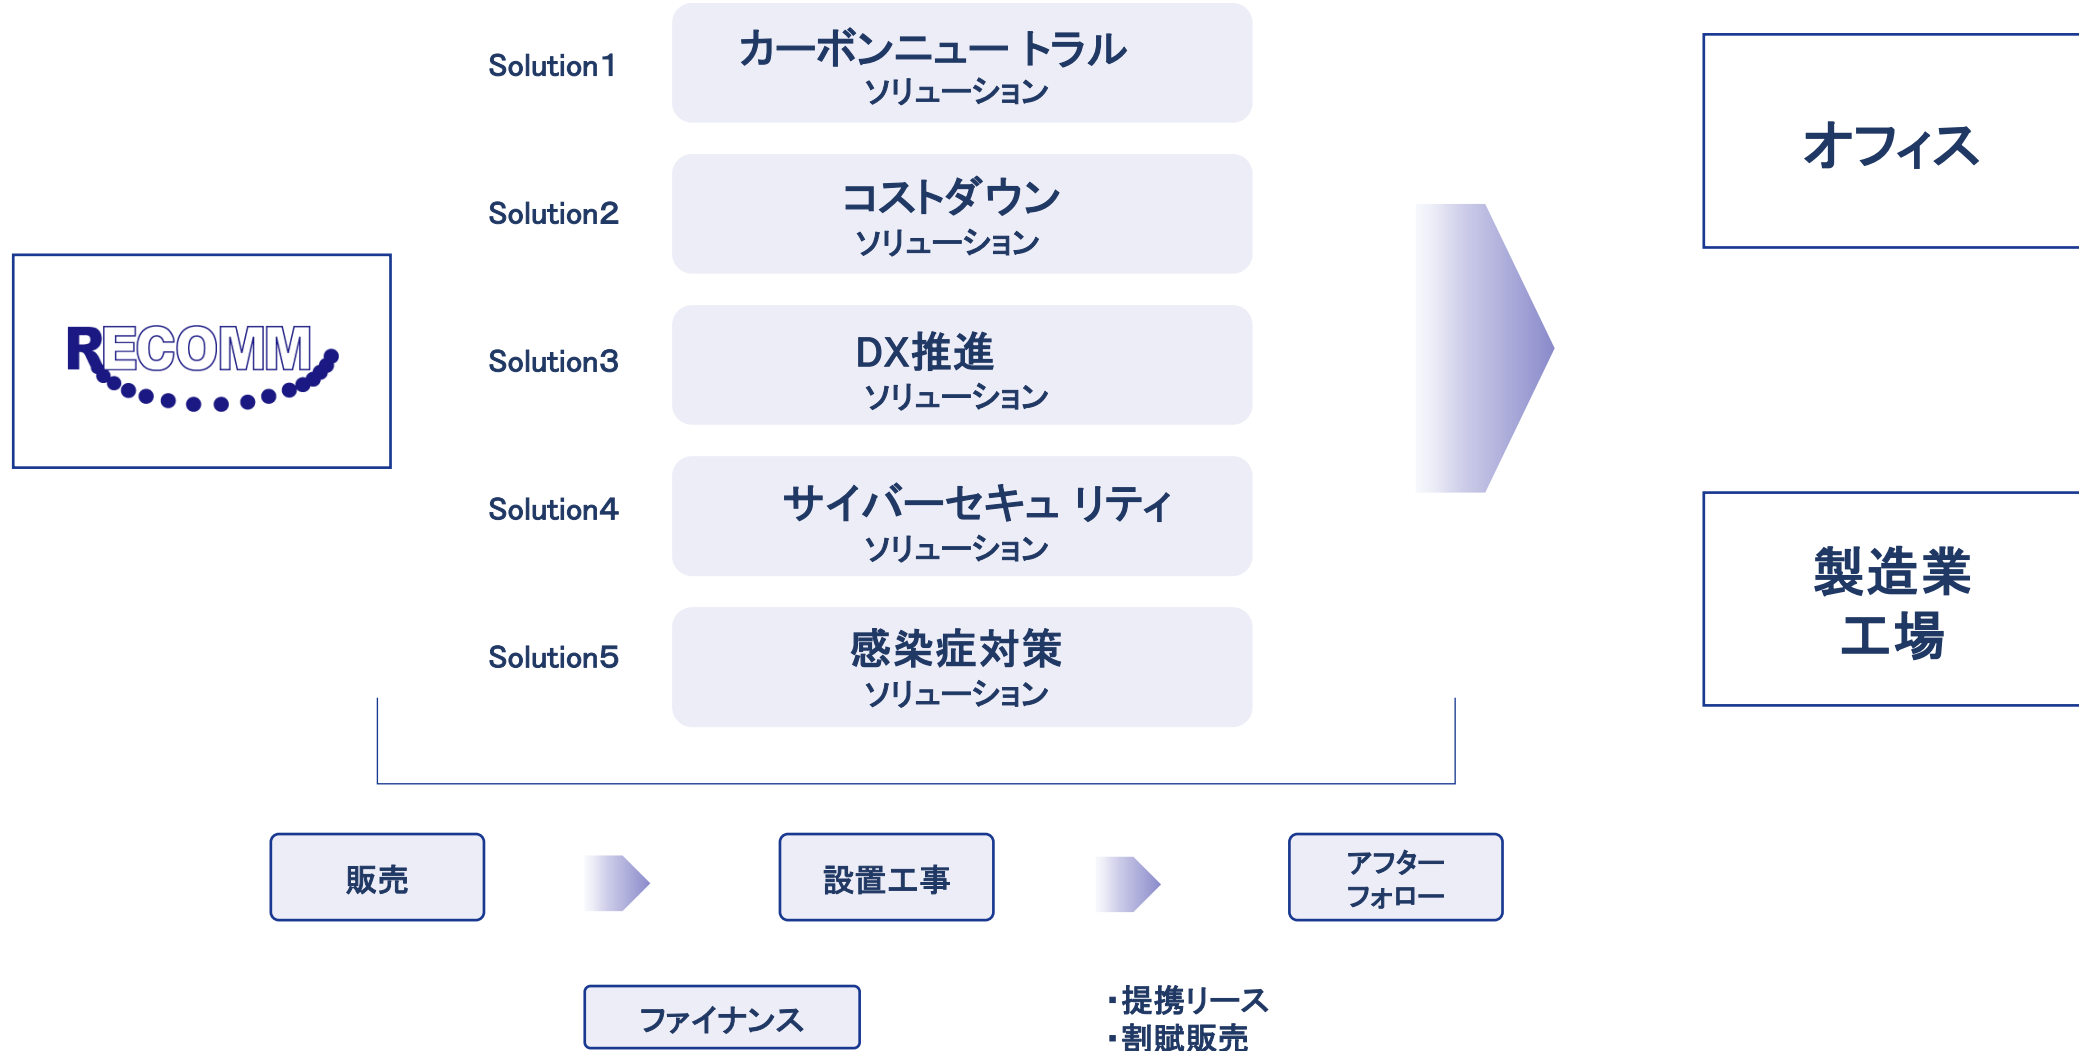 Solution1
カーボンニュートラル
ソリューション
オフィス
Solution2
コストダウン
ソリューション
RECOMM
Solution3
DX推進
ソリューション
Solution4
サイバーセキュリティ
ソリューション
製造業
工場
Solution5
感染症対策
ソリューション
販売
設置工事
アフター
フォロー
ファイナンス
・提携リース
・割賦販売